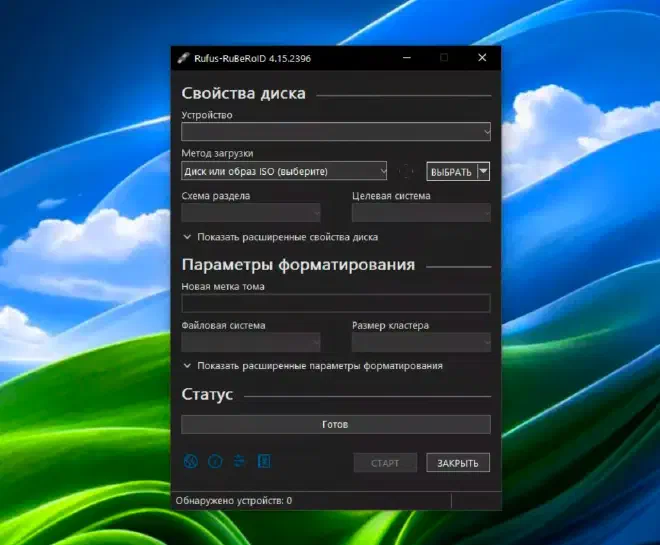 Rufus-RuBeRoID 4.15.2396
Свойства диска
Устройство
Метод загрузки
Диск или образ ISO (выберите)
ВЫБРАТЬ
Схема раздела
Целевая система
Показать расширенные свойства диска
Параметры форматирования
Новая метка тома
Файловая система
Размер кластера
Показать расширенные параметры форматирования
Статус
Готов
СТАРТ
ЗАКРЫТЬ
Обнаружено устройств: 0